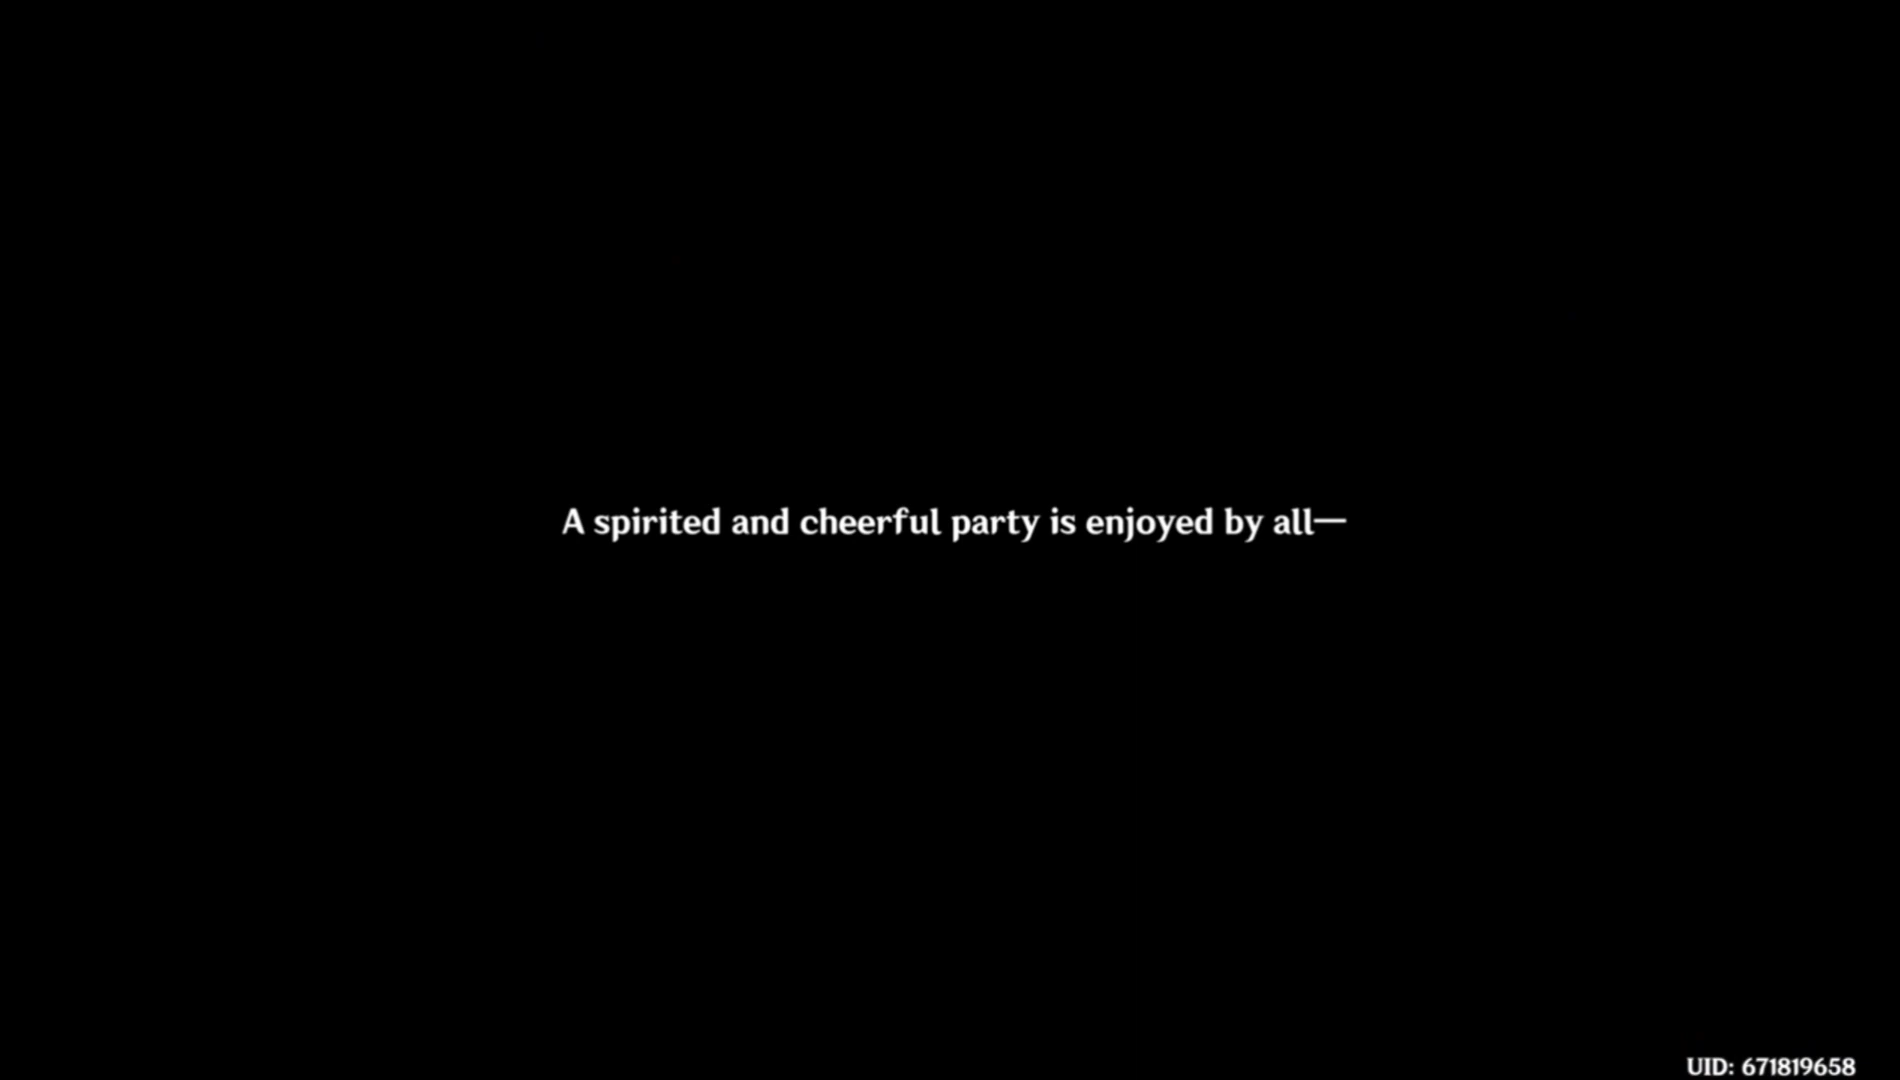 A spirited and cheerful party is enjoyed by all—
UID: 671819658